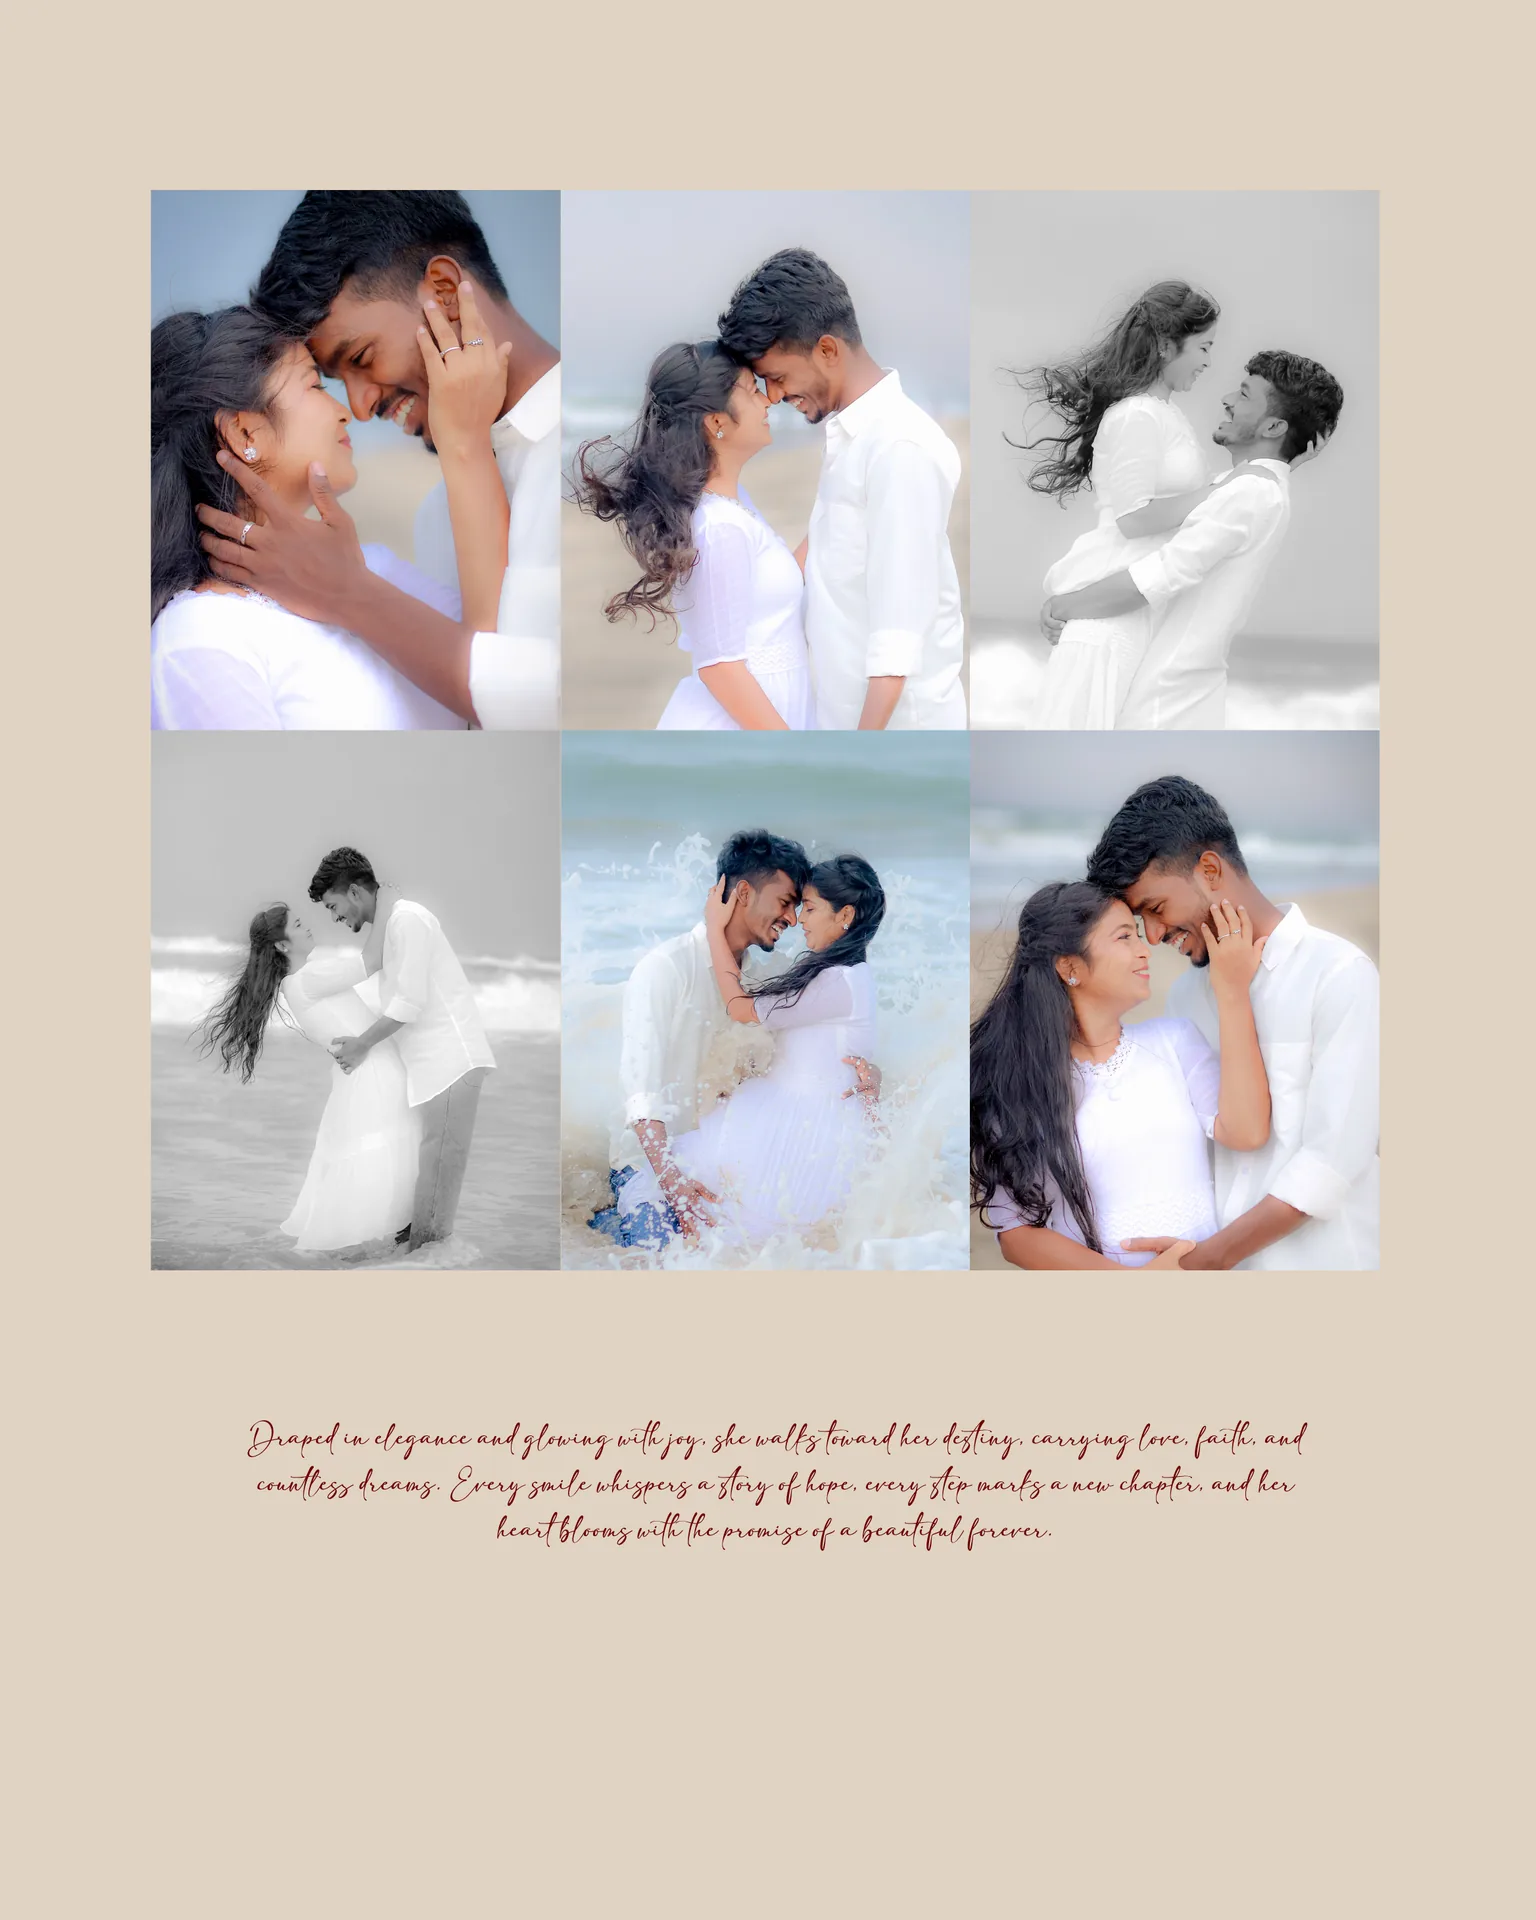 Draped in elegance and glowing with joy, she walks toward her destiny, carrying love, faith, and
countless dreams. Every smile whispers a story of hope, every step marks a new chapter, and her
heart blooms with the promise of a beautiful forever.